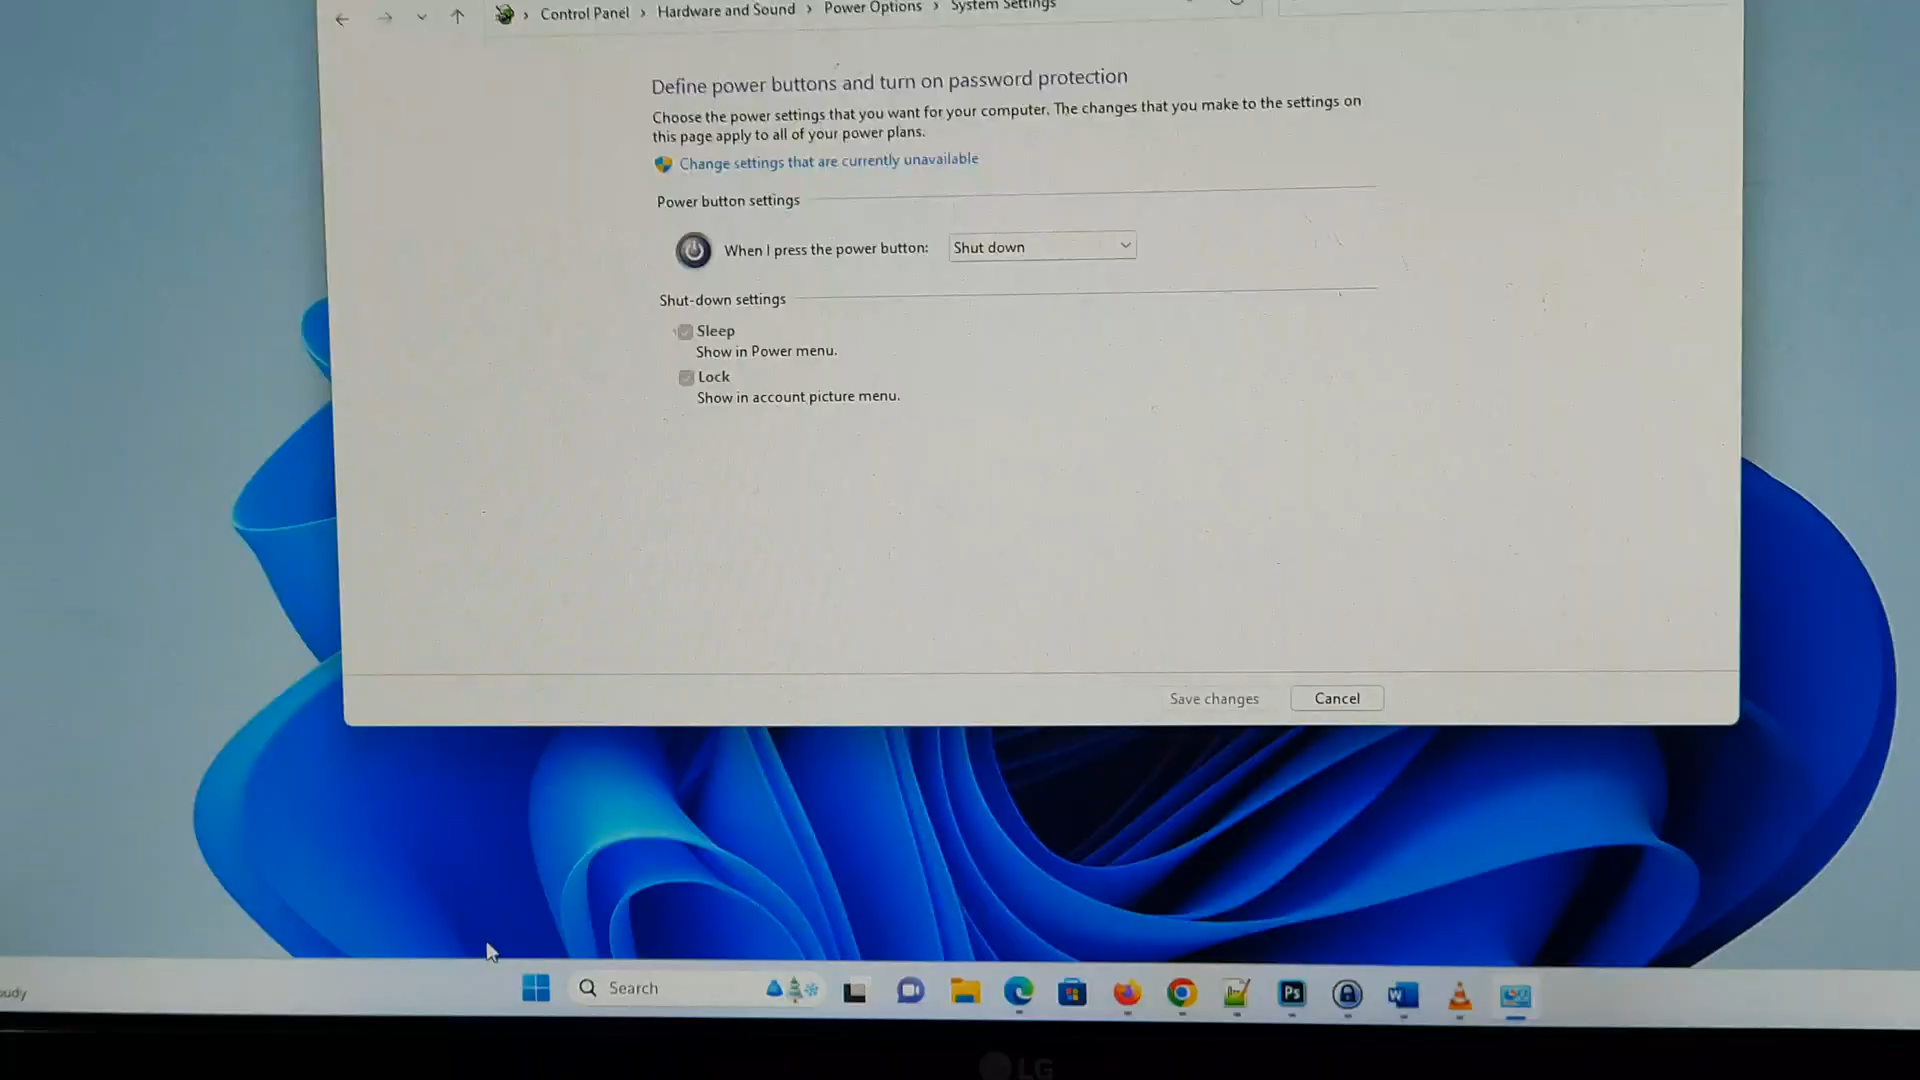 Control Panel > Hardware and Sound > Power Options > System Settings
Define power buttons and turn on password protection
Choose the power settings that you want for your computer. The changes that you make to the settings on
this page apply to all of your power plans.
Change settings that are currently unavailable
Power button settings
When I press the power button: Shut down
Shut-down settings
Sleep
Show in Power menu.
Lock
Show in account picture menu.
Save changes Cancel
Search
Ps
W
LG